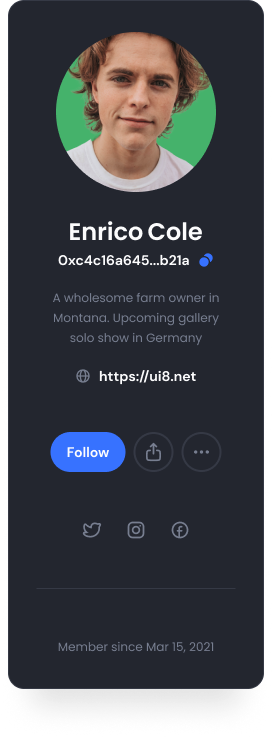 Enrico Cole
0xc4c16a645...b21a
A wholesome farm owner in
Montana. Upcoming gallery
solo show in Germany
https://ui8.net
Follow
Member since Mar 15, 2021